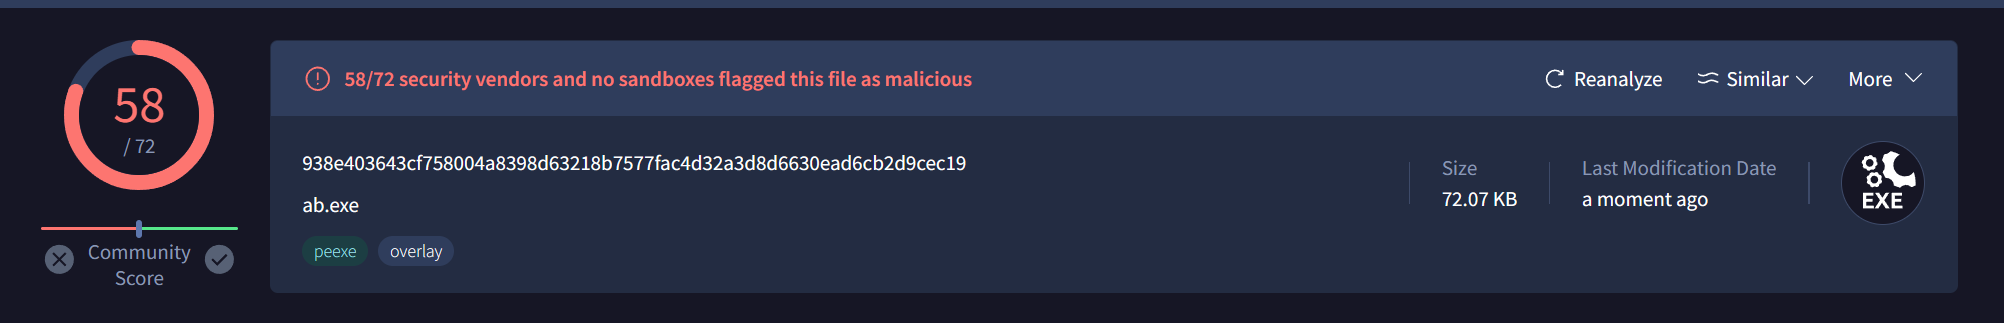 58
/ 72
Community
Score
58/72 security vendors and no sandboxes flagged this file as malicious
Reanalyze
Similar
More
938e403643cf758004a8398d63218b7577fac4d32a3d8d6630ead6cb2d9cec19
ab.exe
peexe
overlay
Size
72.07 KB
Last Modification Date
a moment ago
EXE